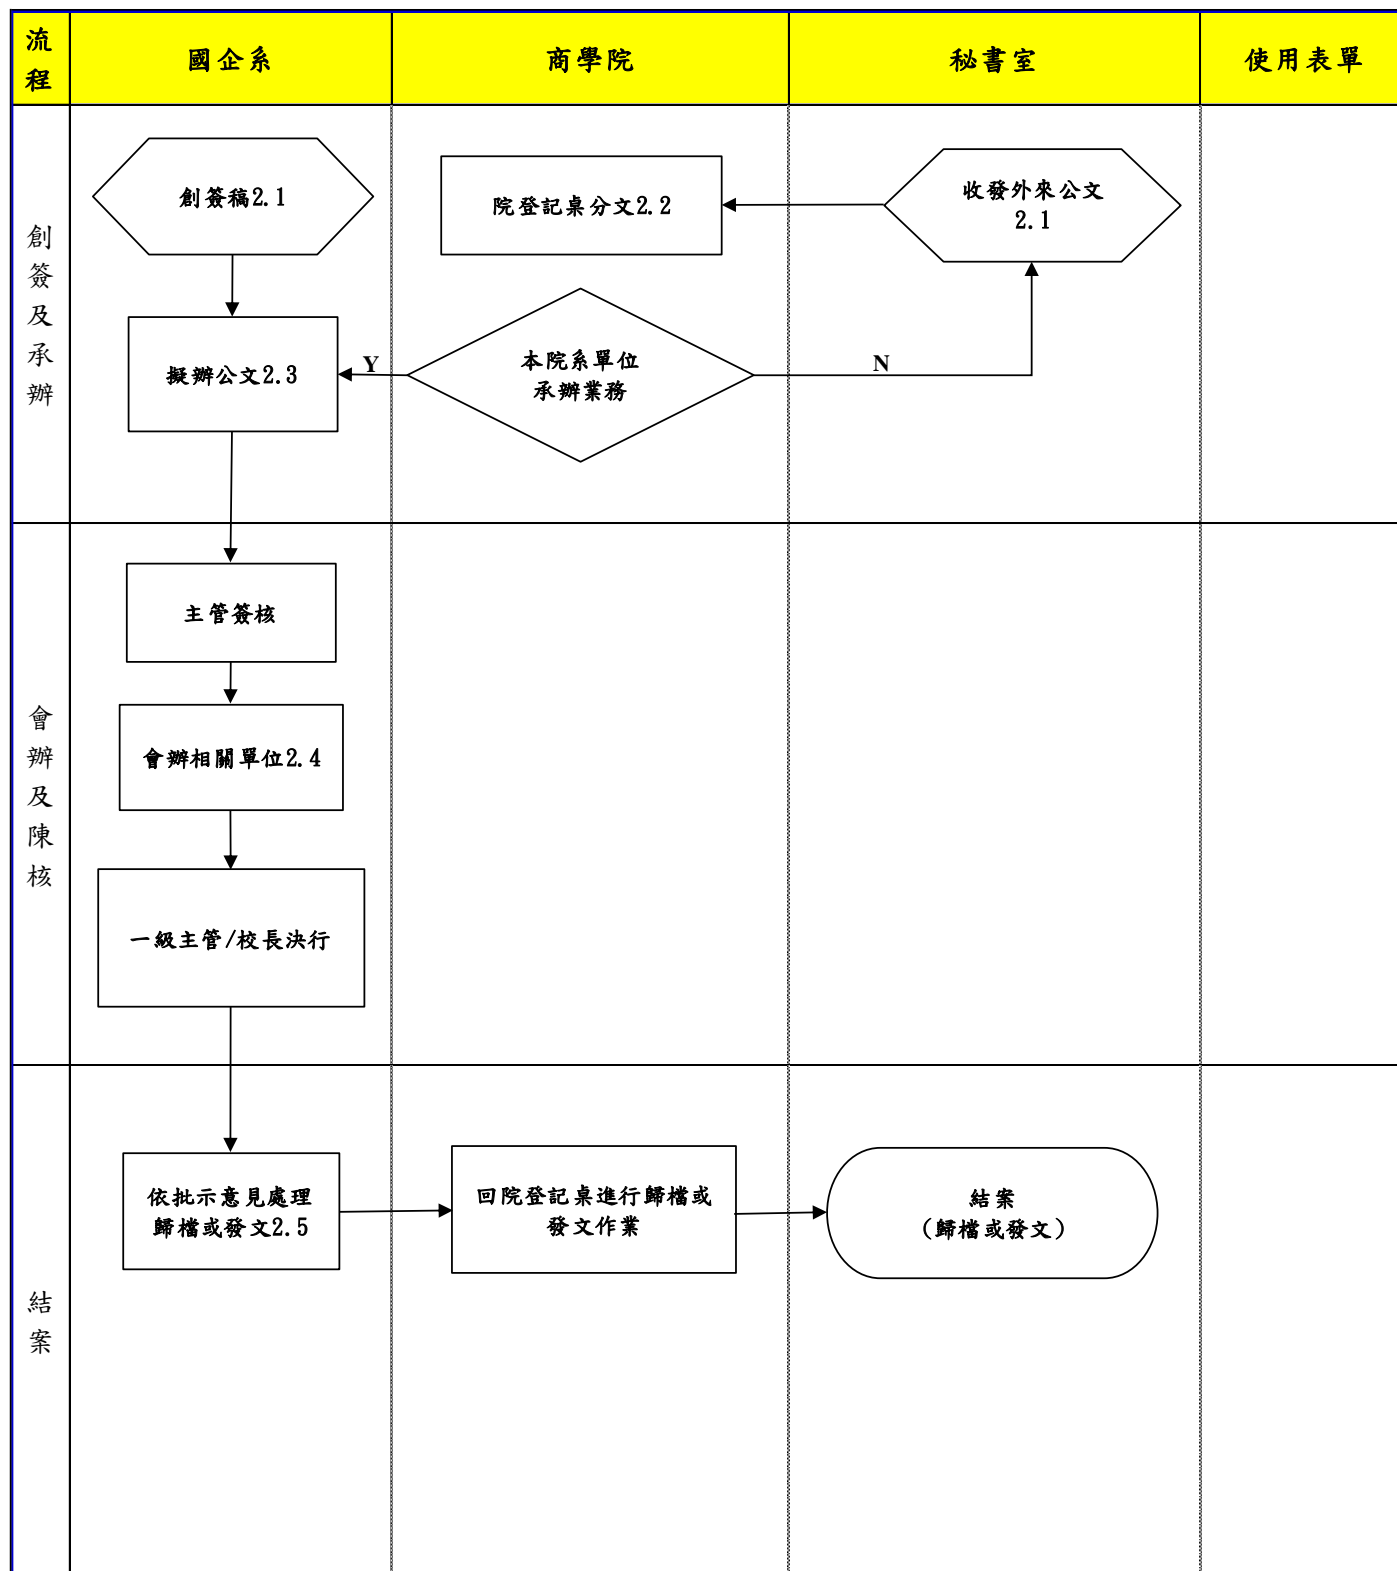 流程
國企系
商學院
秘書室
使用表單
創簽及承辦
創簽稿2.1
院登記桌分文2.2
收發外來公文
2.1
擬辦公文2.3
Y
本院系單位
承辦業務
N
會辦及陳核
主管簽核
會辦相關單位2.4
一級主管/校長決行
結案
依批示意見處理
歸檔或發文2.5
回院登記桌進行歸檔或
發文作業
結案
（歸檔或發文）